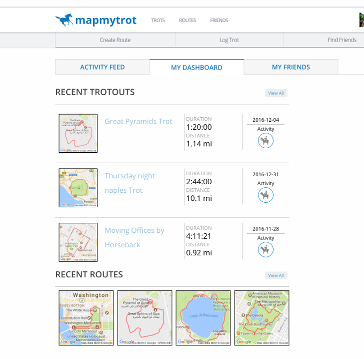 mapmytrot
TROTS ROUTES FRIENDS
Create Route Log Trot Find Friends
ACTIVITY FEED MY DASHBOARD MY FRIENDS
RECENT TROTOUTS View All
Great Pyramids Trot
DURATION
1:20:00
DISTANCE
1.14 mi
2016-12-04
Activity
Thursday night
naples Trot
DURATION
2:44:00
DISTANCE
10.1 mi
2016-12-31
Activity
Moving Offices by
Horseback
DURATION
4:11:21
DISTANCE
0.92 mi
2016-11-28
Activity
RECENT ROUTES View All
Washington